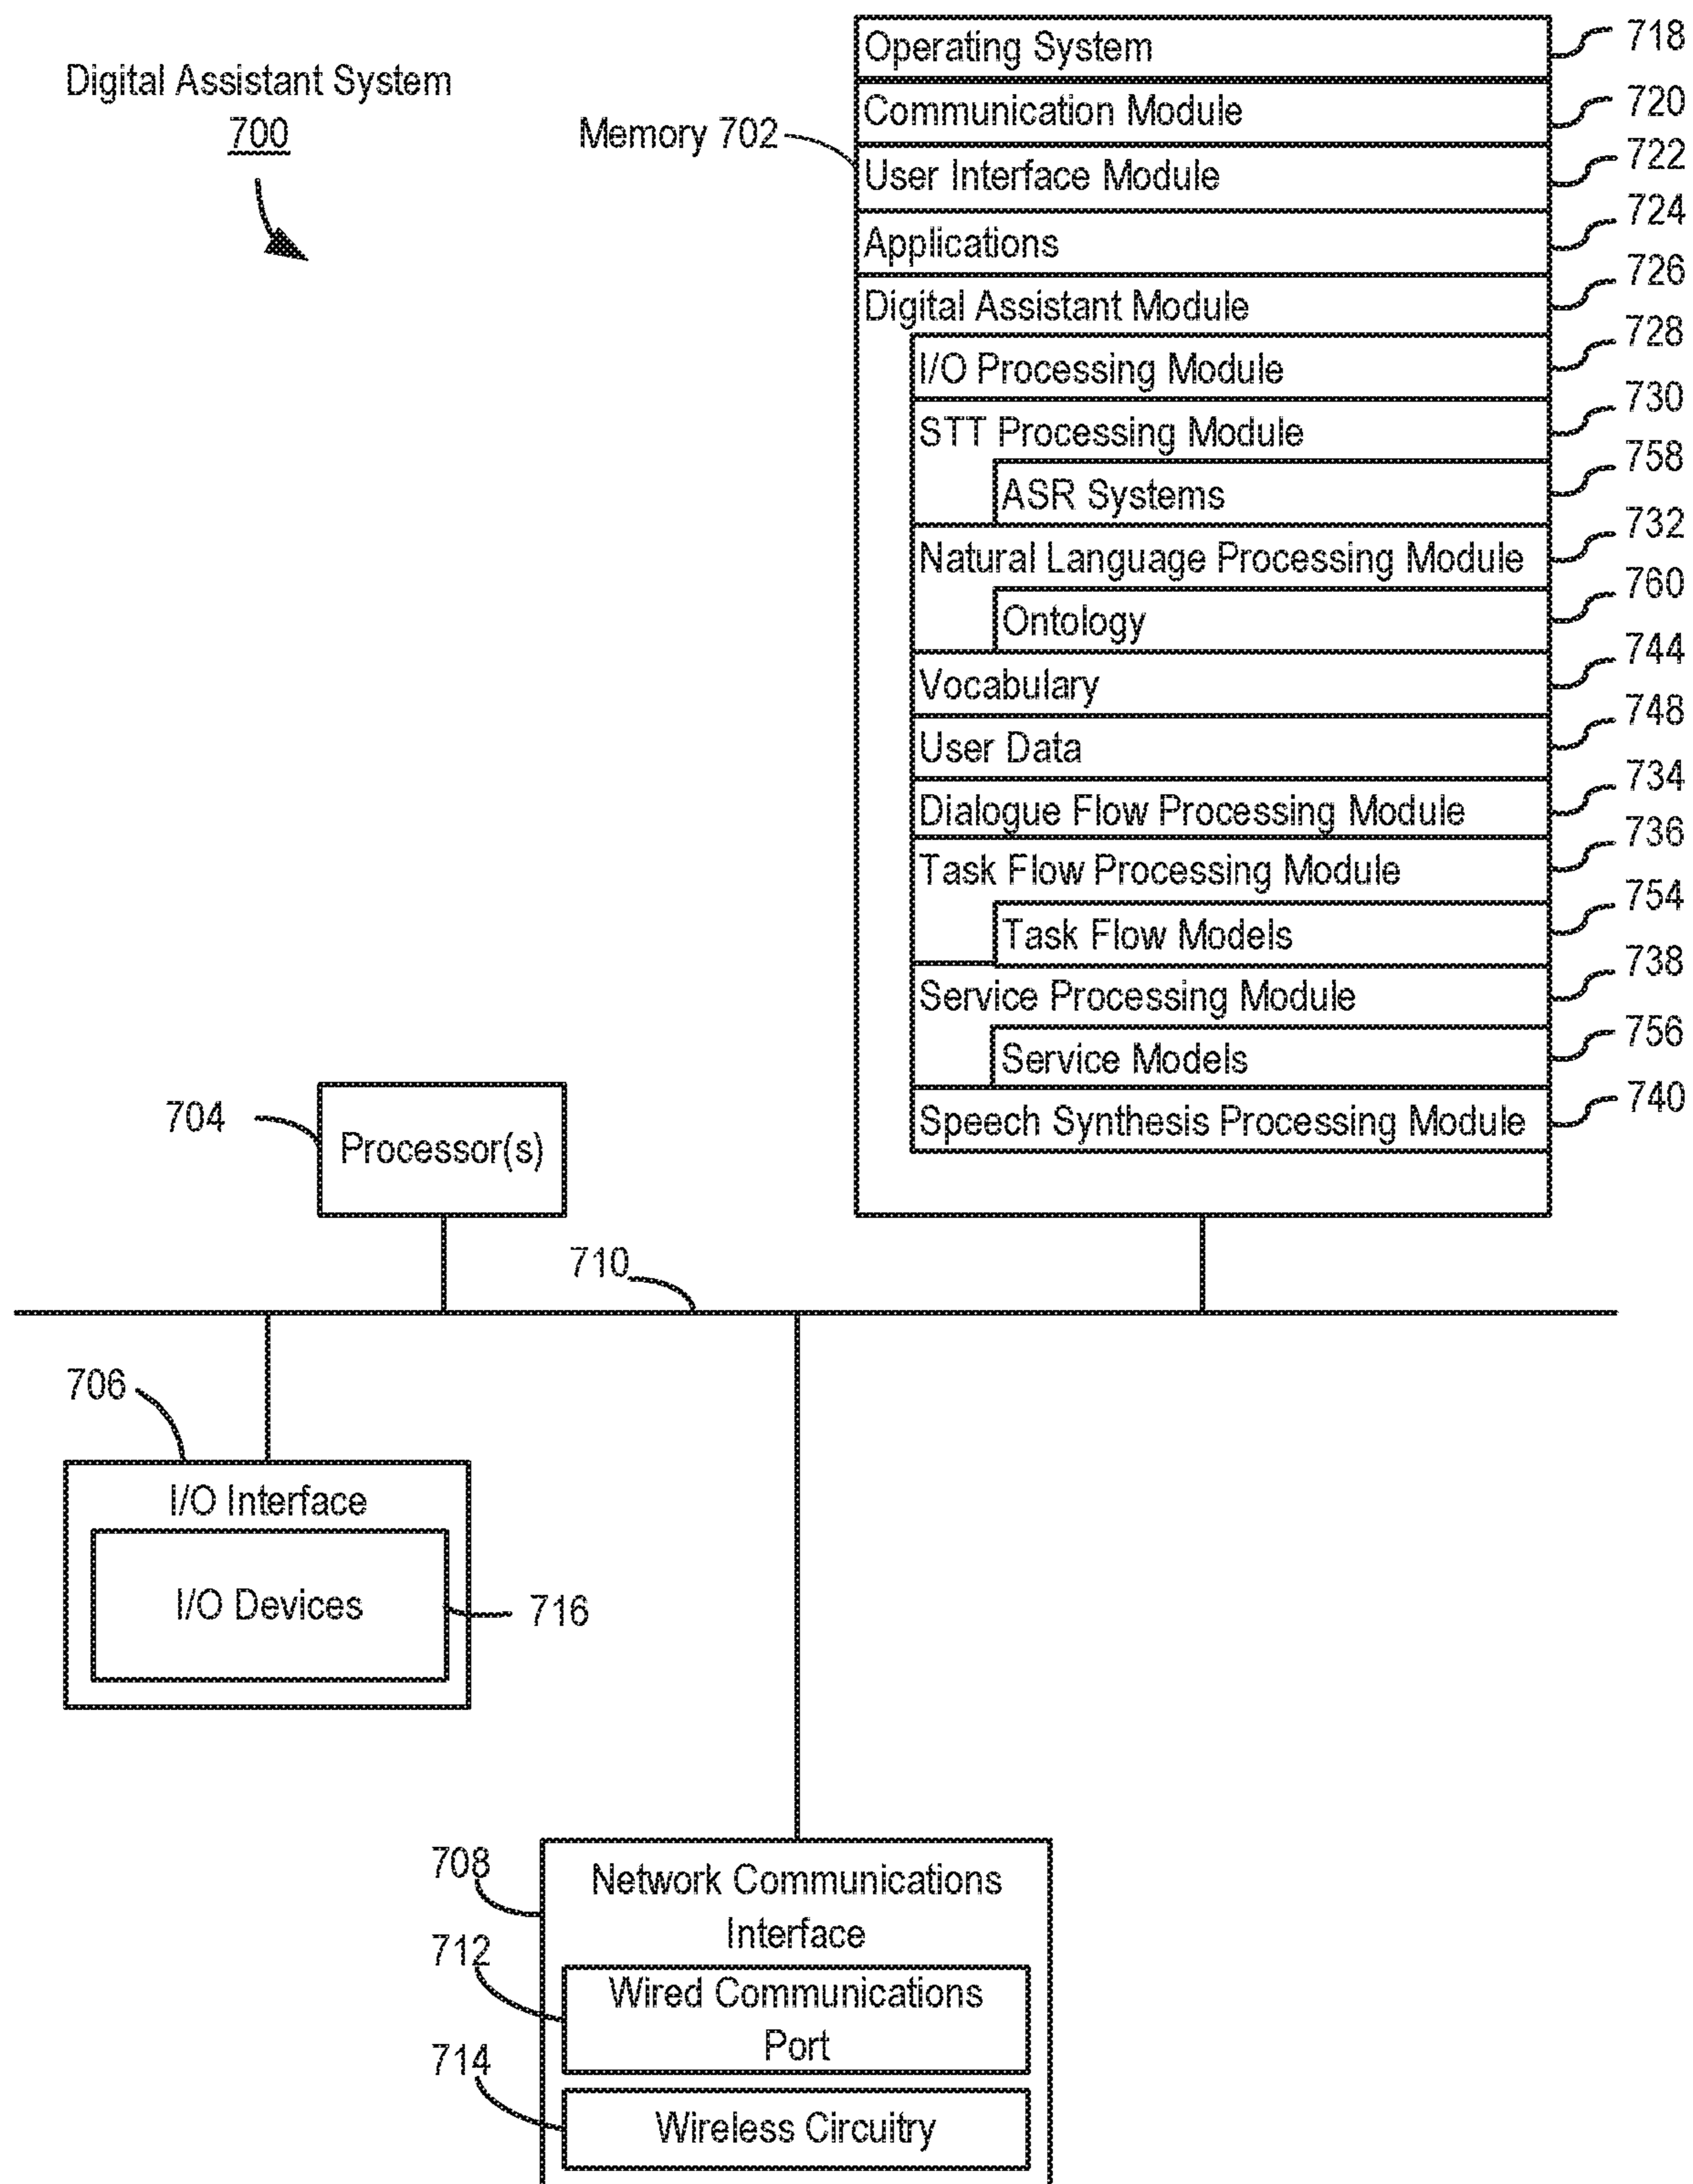 Digital Assistant System
700
Memory 702
Operating System
718
Communication Module
720
User Interface Module
722
Applications
724
Digital Assistant Module
726
I/O Processing Module
728
STT Processing Module
730
ASR Systems
758
Natural Language Processing Module
732
Ontology
760
Vocabulary
744
User Data
748
Dialogue Flow Processing Module
734
Task Flow Processing Module
736
Task Flow Models
754
Service Processing Module
738
Service Models
756
Speech Synthesis Processing Module
740
704
Processor(s)
710
706
I/O Interface
I/O Devices
716
708
Network Communications
Interface
712
Wired Communications
Port
714
Wireless Circuitry